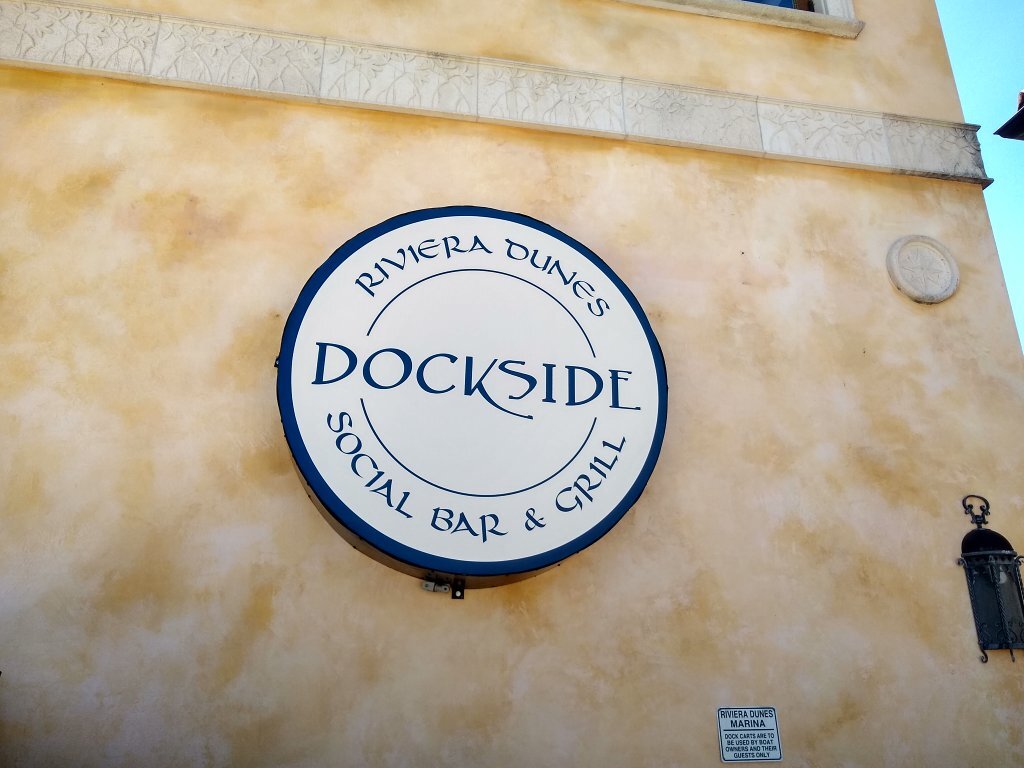 RIVIERA DUNES
DOCKSIDE
SOCIAL BAR & GRILL
RIVIERA DUNES
MARINA
DOCK CARTS ARE TO
BE USED BY BOAT
OWNERS AND THEIR
GUESTS ONLY